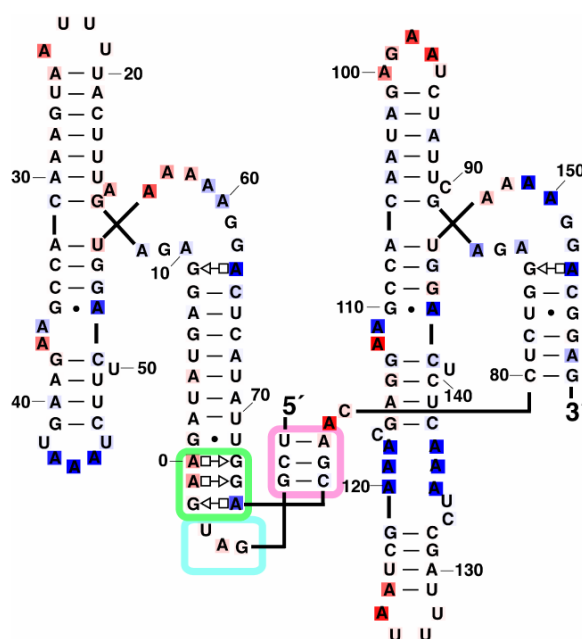 U U
A U
U A 20
A U
U A
G C
A U
A U
30 A U A A A A A 60
C G A
A U G
C G A G A 10 G
C G G A
G A G C
A A C A U
G U 50 A U
A U G A
A U A U
40 G C U A 70
U A A A U A U
G U
0 A G
A G
G A
U A G
5´ A C
U A
C G
G C
G A A
100 A U
G C
A U
U A
A U
A U C 90
C G A A A A 150
A U G
C G A G A G
C G G A
110 G A U C
A A C G
G C U C G
G C 140 80 C G
A U 3´
G C
C A A
A A
120 A A U
G C C
C G
U A
A U 130
A U
U U